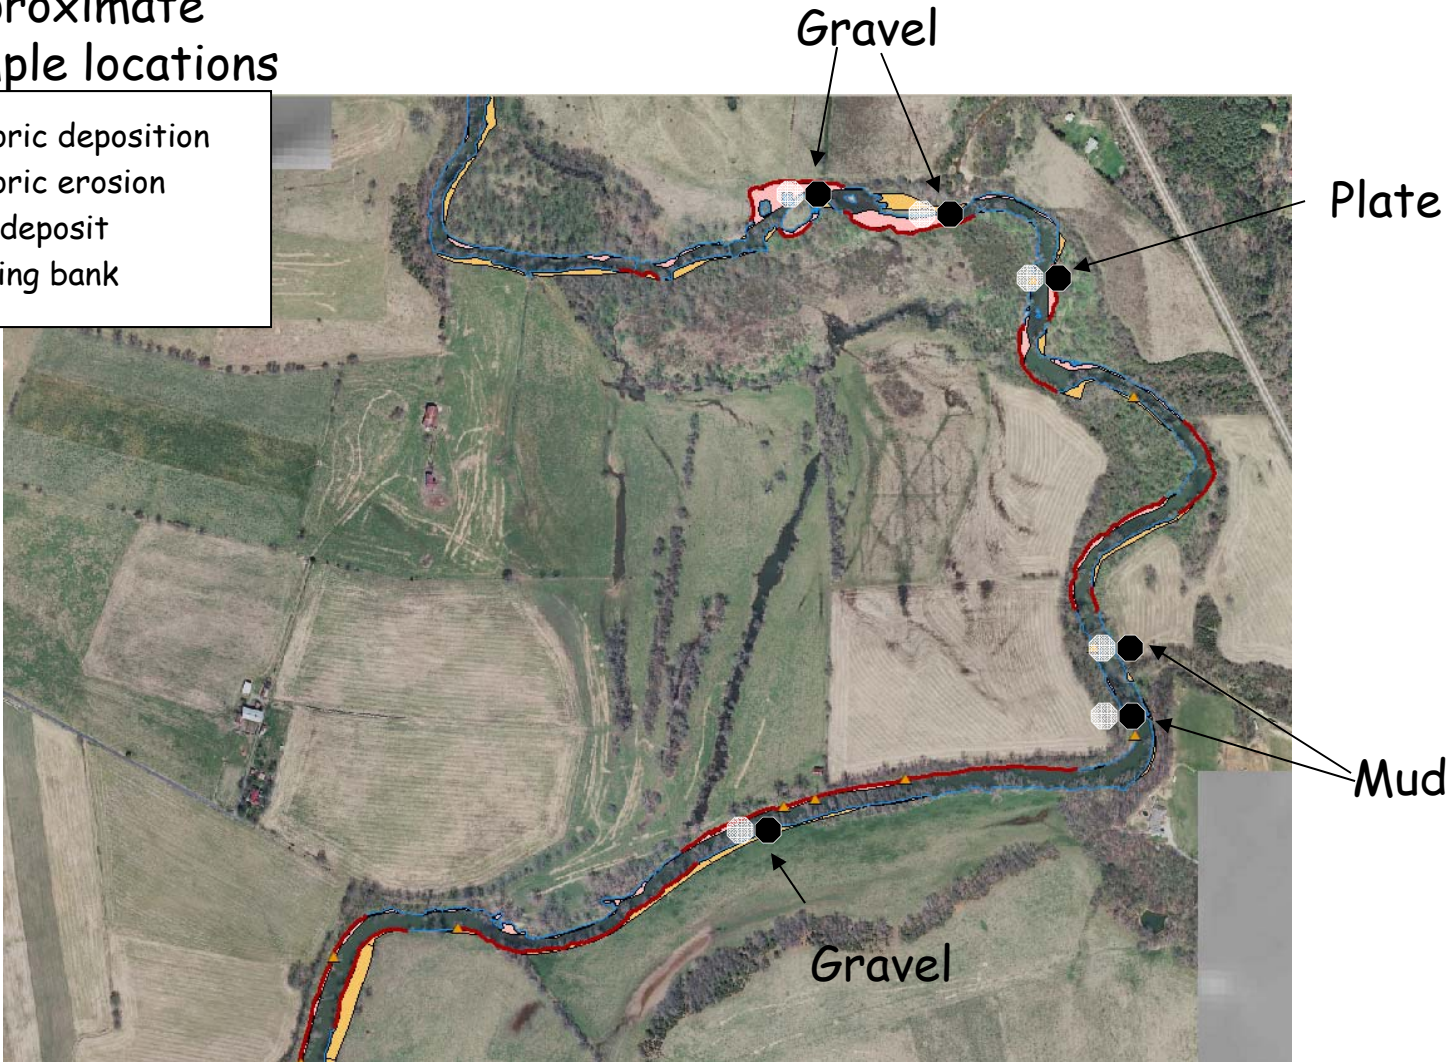 proximate
ple locations
oric deposition
oric erosion
deposit
ing bank
Gravel
Plate
Mud
Gravel